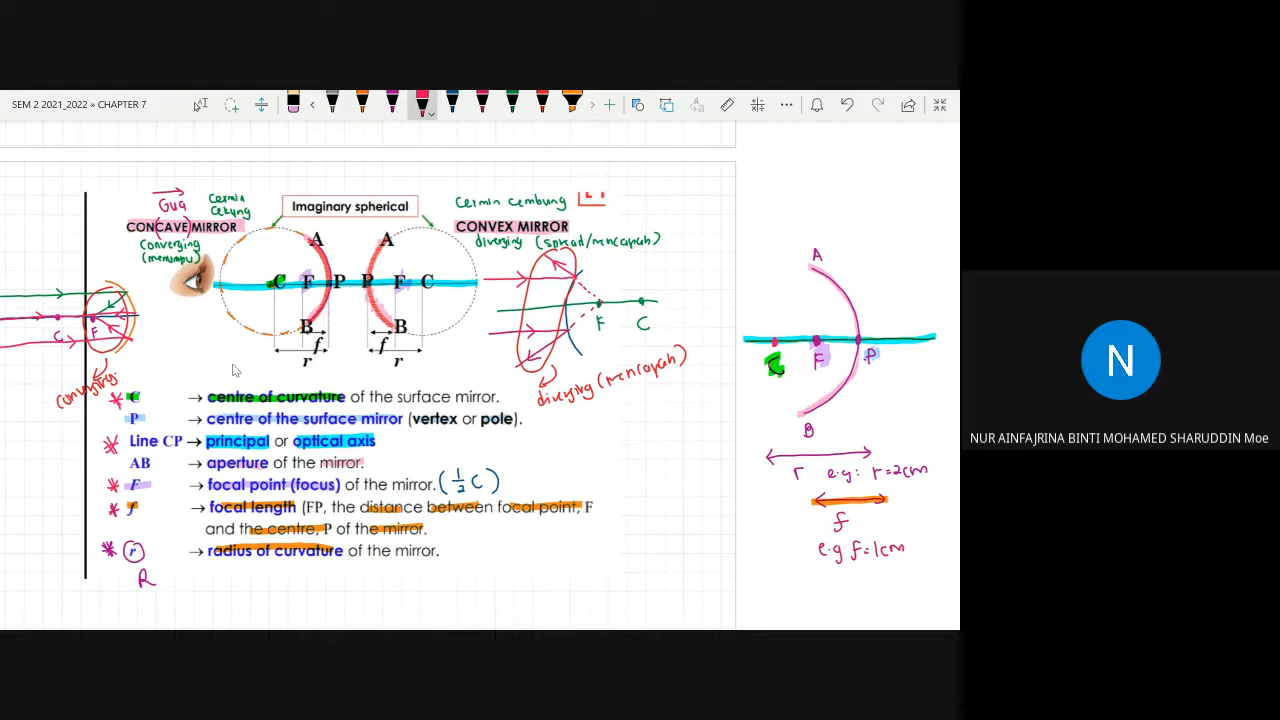 SEM 2 2021_2022 » CHAPTER 7
Gua
Cermin
cekung
Imaginary spherical
Cermin cembung
CONCAVE MIRROR
CONVEX MIRROR
converging
(menumpu)
diverging (spread/mencapah)
A
A
C F P
P F C
C F
F C
B
B
f
f
r
r
converging
diverging (mencapah)
C → centre of curvature of the surface mirror.
P → centre of the surface mirror (vertex or pole).
Line CP → principal or optical axis
AB → aperture of the mirror.
F → focal point (focus) of the mirror. (1/2 C)
f → focal length (FP, the distance between focal point, F
and the centre, P of the mirror.
r → radius of curvature of the mirror.
R
A
C F P
B
r e.g: r=2cm
f
e.g f=1cm
N
NUR AINFAJRINA BINTI MOHAMED SHARUDDIN Moe